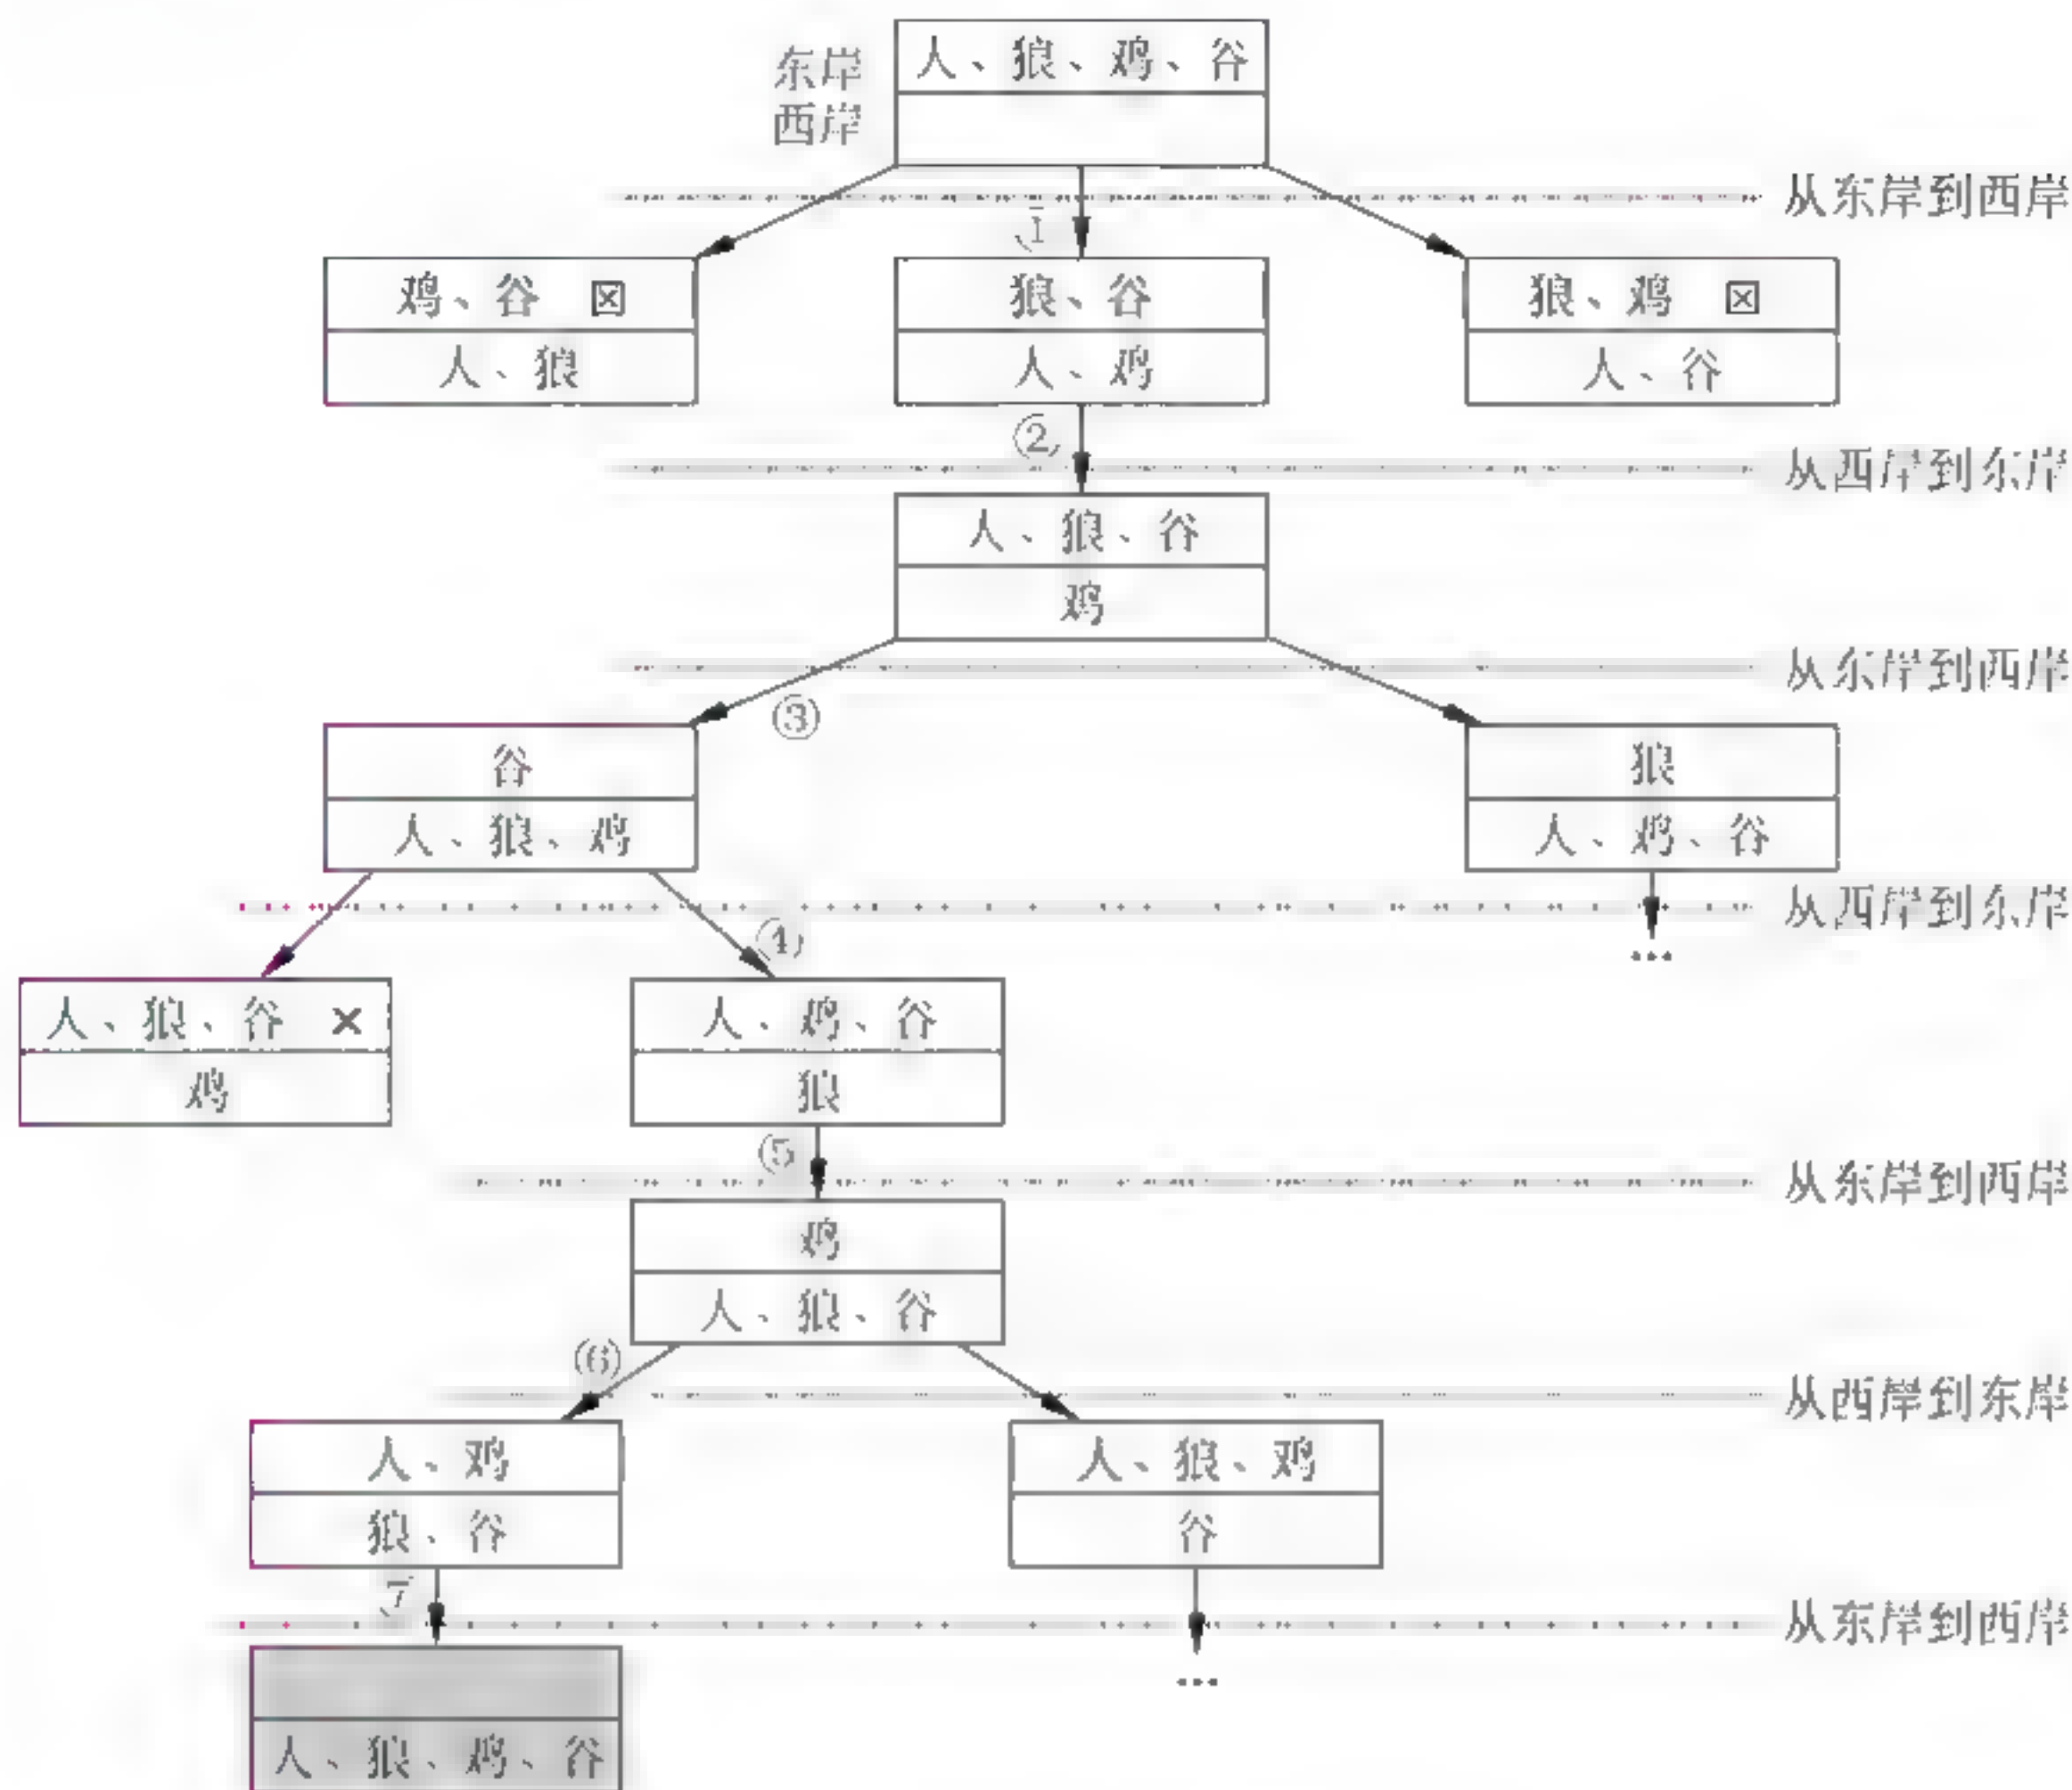 东岸
西岸
人、狼、鸡、谷
从东岸到西岸
①
鸡、谷 ☒
人、狼
狼、谷
人、鸡
狼、鸡 ☒
人、谷
②
从西岸到东岸
人、狼、谷
鸡
从东岸到西岸
③
谷
人、狼、鸡
狼
人、鸡、谷
从西岸到东岸
④
...
人、狼、谷 ×
鸡
人、鸡、谷
狼
⑤
从东岸到西岸
鸡
人、狼、谷
⑥
从西岸到东岸
人、鸡
狼、谷
人、狼、鸡
谷
⑦
从东岸到西岸
...
人、狼、鸡、谷